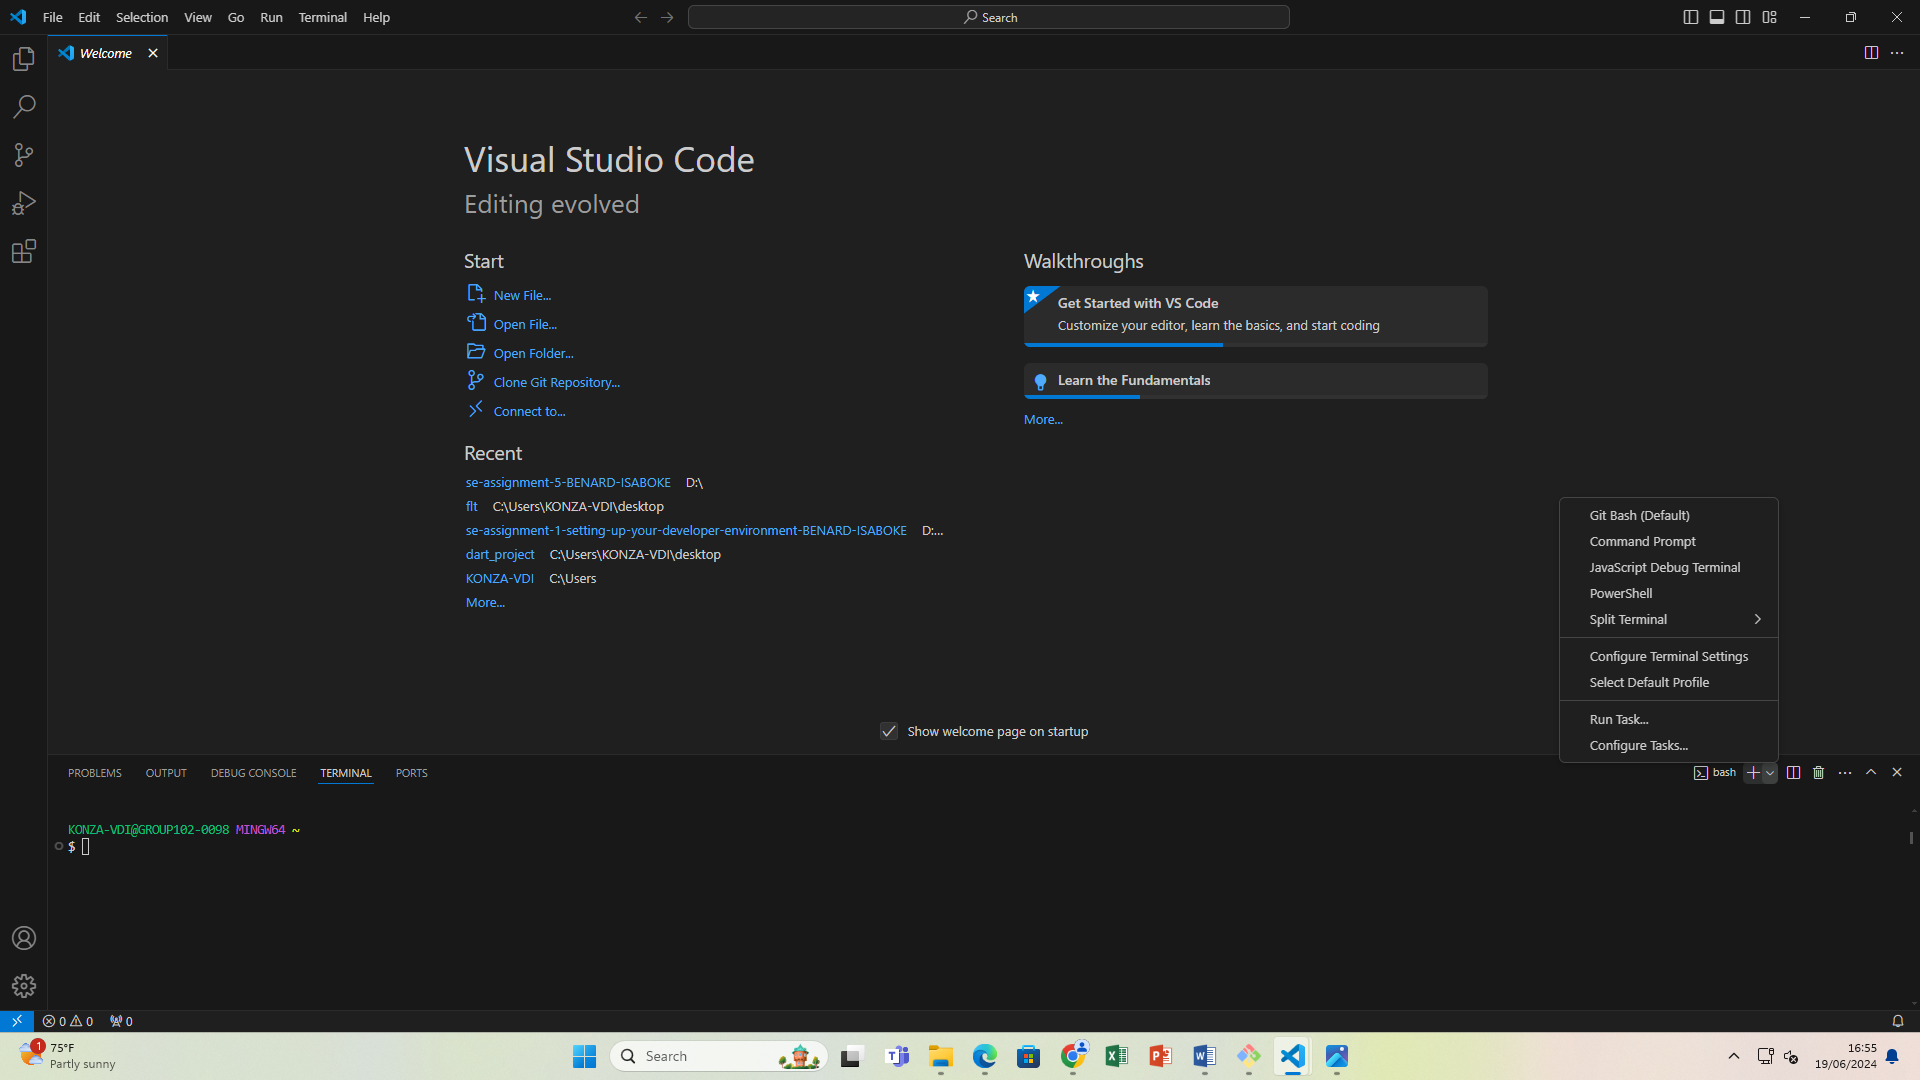 File Edit Selection View Go Run Terminal Help
Search
Welcome
Visual Studio Code
Editing evolved
Start
New File...
Open File...
Open Folder...
Clone Git Repository...
Connect to...
Recent
se-assignment-5-BENARD-ISABOKE D:\
flt C:\Users\KONZA-VDI\desktop
se-assignment-1-setting-up-your-developer-environment-BENARD-ISABOKE D:...
dart_project C:\Users\KONZA-VDI\desktop
KONZA-VDI C:\Users
More...
Walkthroughs
Get Started with VS Code
Customize your editor, learn the basics, and start coding
Learn the Fundamentals
More...
Show welcome page on startup
Git Bash (Default)
Command Prompt
JavaScript Debug Terminal
PowerShell
Split Terminal
Configure Terminal Settings
Select Default Profile
Run Task...
Configure Tasks...
PROBLEMS OUTPUT DEBUG CONSOLE TERMINAL PORTS
bash
KONZA-VDI@GROUP102-0098 MINGW64 ~
$
0 0 0
1
75°F
Partly sunny
Search
16:55
19/06/2024